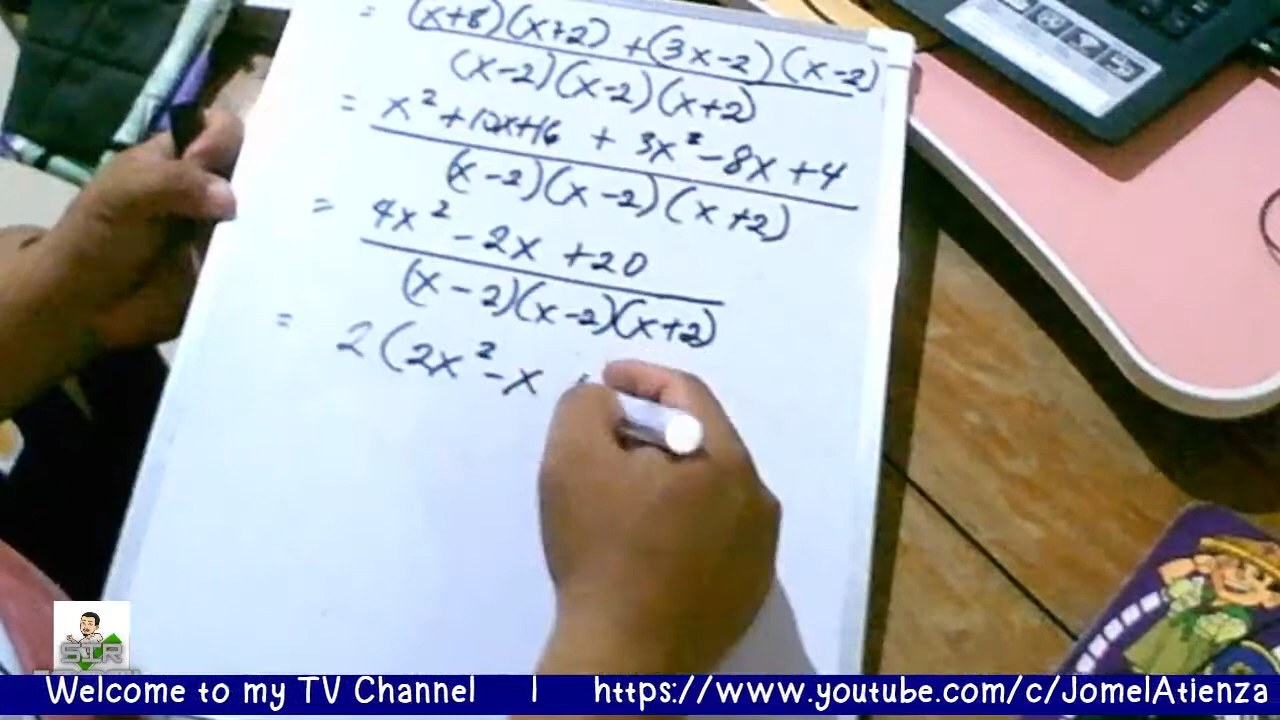 = (x+8)(x+2) + (3x-2)(x-2)
(x-2)(x-2)(x+2)
= x² +10x+16 + 3x² -8x +4
(x-2)(x-2)(x+2)
= 4x² -2x +20
(x-2)(x-2)(x+2)
= 2(2x² -x
SIR
Welcome to my TV Channel | https://www.youtube.com/c/JomelAtienza